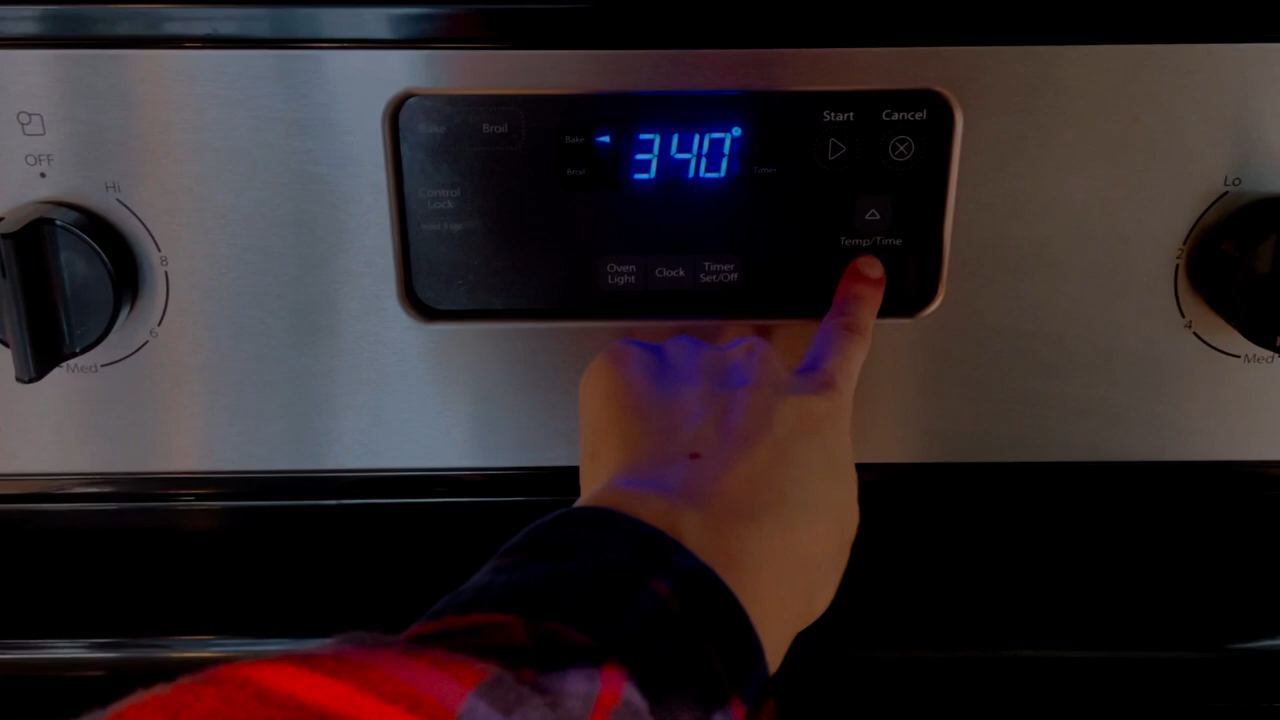 OFF
Hi
8
6
Med
Bake
Broil
Control
Lock
Bake
Broil
340°
Timer
Oven
Light
Clock
Timer
Set/Off
Start
Cancel
Temp/Time
Lo
2
4
Med